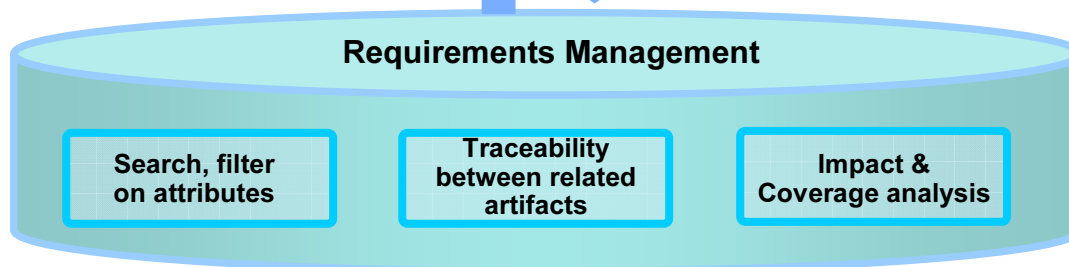 Requirements Management
Search, filter
on attributes
Traceability
between related
artifacts
Impact &
Coverage analysis